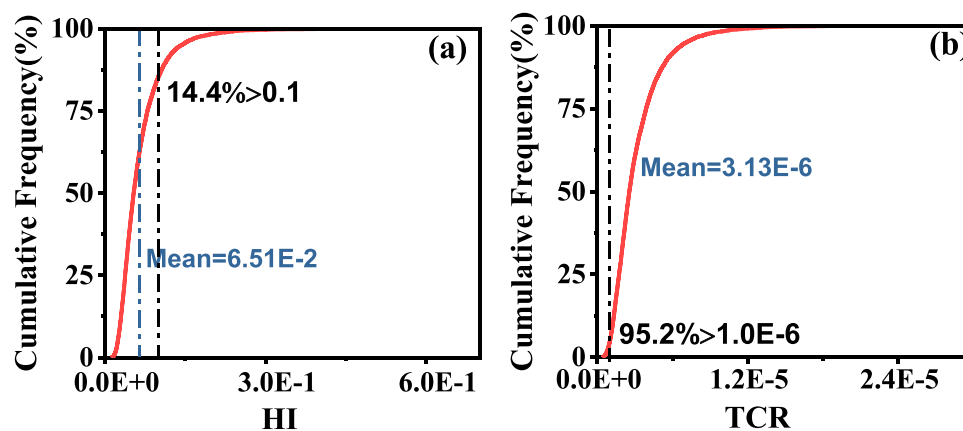 Cumulative Frequency(%)
100
75
50
25
0
(a)
14.4%>0.1
Mean=6.51E-2
0.0E+0
3.0E-1
6.0E-1
HI
Cumulative Frequency(%)
100
75
50
25
0
(b)
Mean=3.13E-6
95.2%>1.0E-6
0.0E+0
1.2E-5
2.4E-5
TCR